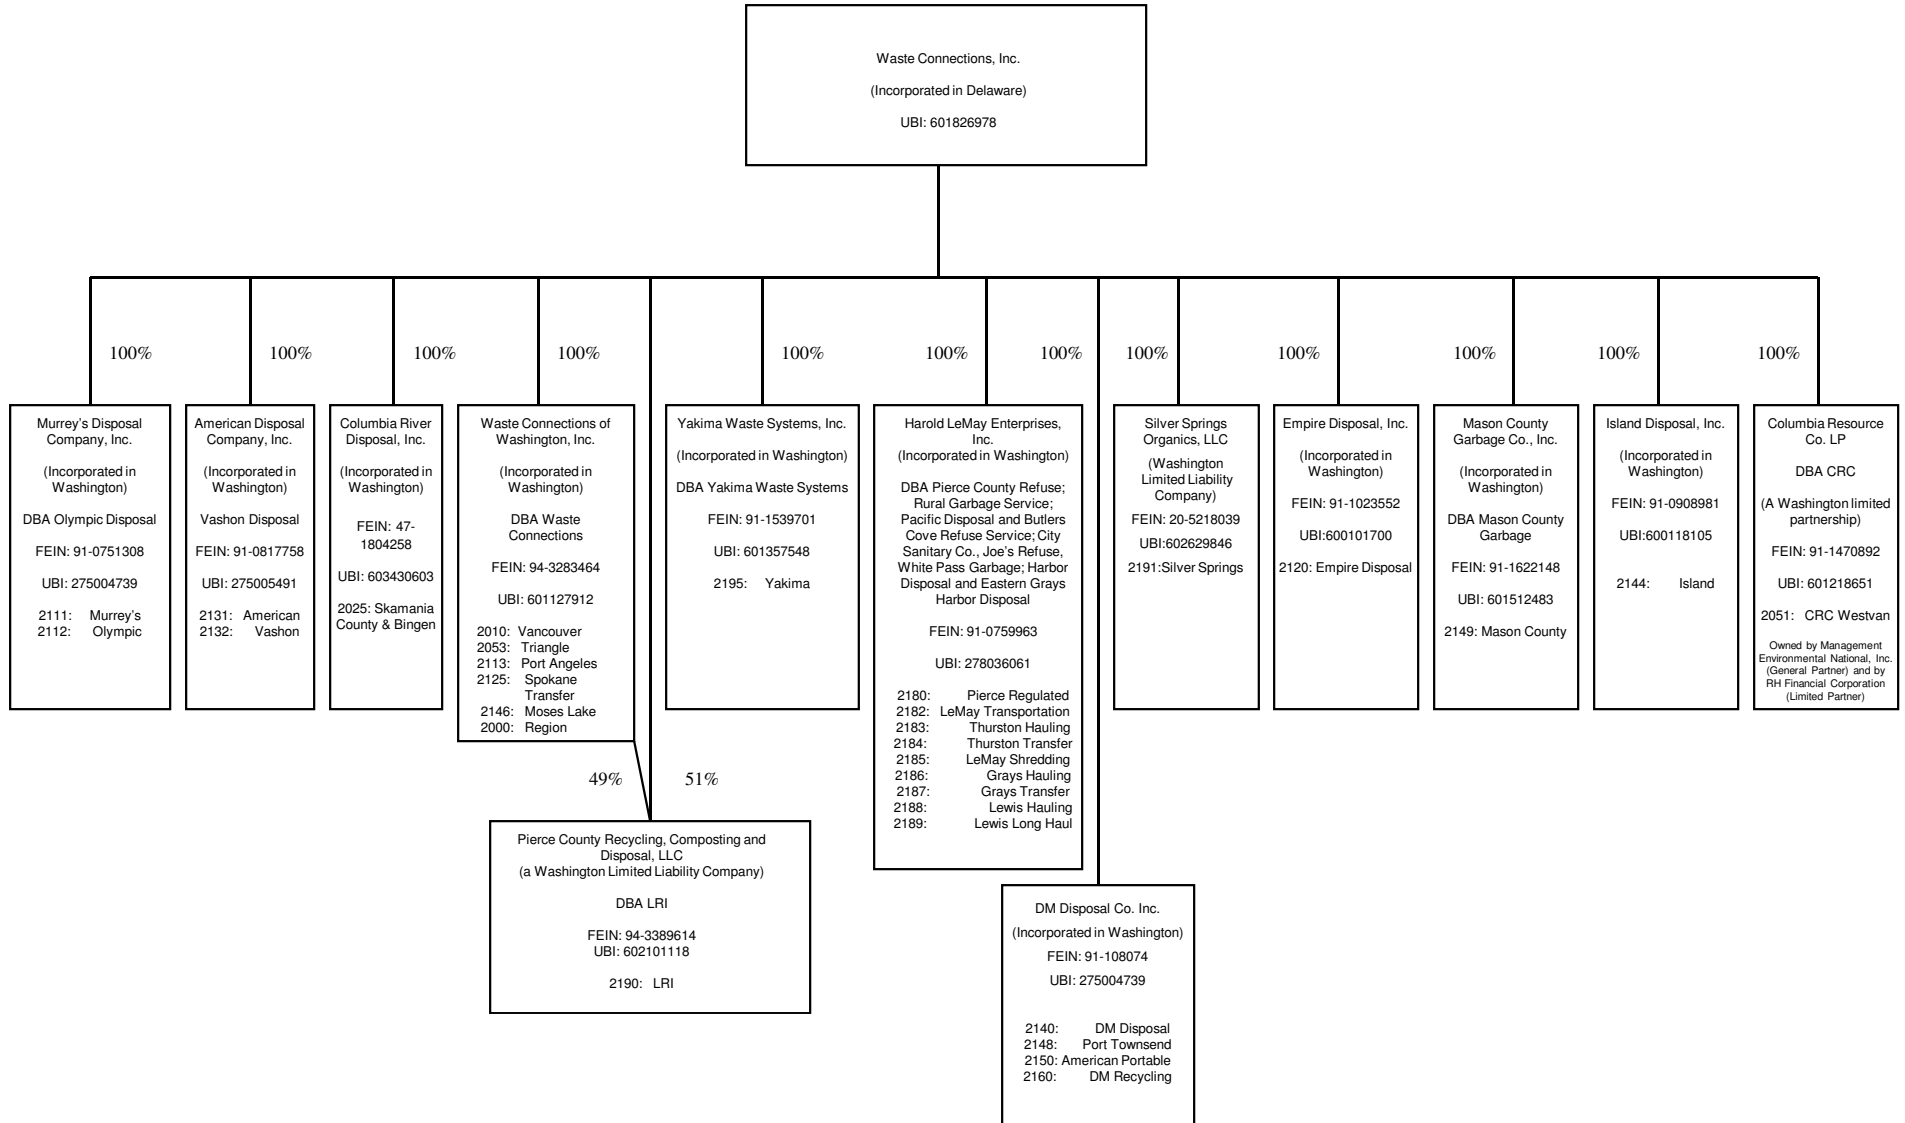 Waste Connections, Inc.
(Incorporated in Delaware)
UBI: 601826978
100%
100%
100%
100%
100%
100%
100%
100%
100%
100%
100%
100%
Murrey's Disposal
Company, Inc.
(Incorporated in
Washington)
DBA Olympic Disposal
FEIN: 91-0751308
UBI: 275004739
2111: Murrey's
2112: Olympic
American Disposal
Company, Inc.
(Incorporated in
Washington)
Vashon Disposal
FEIN: 91-0817758
UBI: 275005491
2131: American
2132: Vashon
Columbia River
Disposal, Inc.
(Incorporated in
Washington)
FEIN: 47-
1804258
UBI: 603430603
2025: Skamania
County & Bingen
Waste Connections of
Washington, Inc.
(Incorporated in
Washington)
DBA Waste
Connections
FEIN: 94-3283464
UBI: 601127912
2010: Vancouver
2053: Triangle
2113: Port Angeles
2125: Spokane
Transfer
2146: Moses Lake
2000: Region
Yakima Waste Systems, Inc.
(Incorporated in Washington)
DBA Yakima Waste Systems
FEIN: 91-1539701
UBI: 601357548
2195: Yakima
Harold LeMay Enterprises,
Inc.
(Incorporated in Washington)
DBA Pierce County Refuse;
Rural Garbage Service;
Pacific Disposal and Butlers
Cove Refuse Service; City
Sanitary Co., Joe's Refuse,
White Pass Garbage; Harbor
Disposal and Eastern Grays
Harbor Disposal
FEIN: 91-0759963
UBI: 278036061
2180: Pierce Regulated
2182: LeMay Transportation
2183: Thurston Hauling
2184: Thurston Transfer
2185: LeMay Shredding
2186: Grays Hauling
2187: Grays Transfer
2188: Lewis Hauling
2189: Lewis Long Haul
Silver Springs
Organics, LLC
(Washington
Limited Liability
Company)
FEIN: 20-5218039
UBI:602629846
2191:Silver Springs
Empire Disposal, Inc.
(Incorporated in
Washington)
FEIN: 91-1023552
UBI:600101700
2120: Empire Disposal
Mason County
Garbage Co., Inc.
(Incorporated in
Washington)
DBA Mason County
Garbage
FEIN: 91-1622148
UBI: 601512483
2149: Mason County
Island Disposal, Inc.
(Incorporated in
Washington)
FEIN: 91-0908981
UBI:600118105
2144: Island
Columbia Resource
Co. LP
DBA CRC
(A Washington limited
partnership)
FEIN: 91-1470892
UBI: 601218651
2051: CRC Westvan
Owned by Management
Environmental National, Inc.
(General Partner) and by
RH Financial Corporation
(Limited Partner)
49%
51%
Pierce County Recycling, Composting and
Disposal, LLC
(a Washington Limited Liability Company)
DBA LRI
FEIN: 94-3389614
UBI: 602101118
2190: LRI
DM Disposal Co. Inc.
(Incorporated in Washington)
FEIN: 91-108074
UBI: 275004739
2140: DM Disposal
2148: Port Townsend
2150: American Portable
2160: DM Recycling